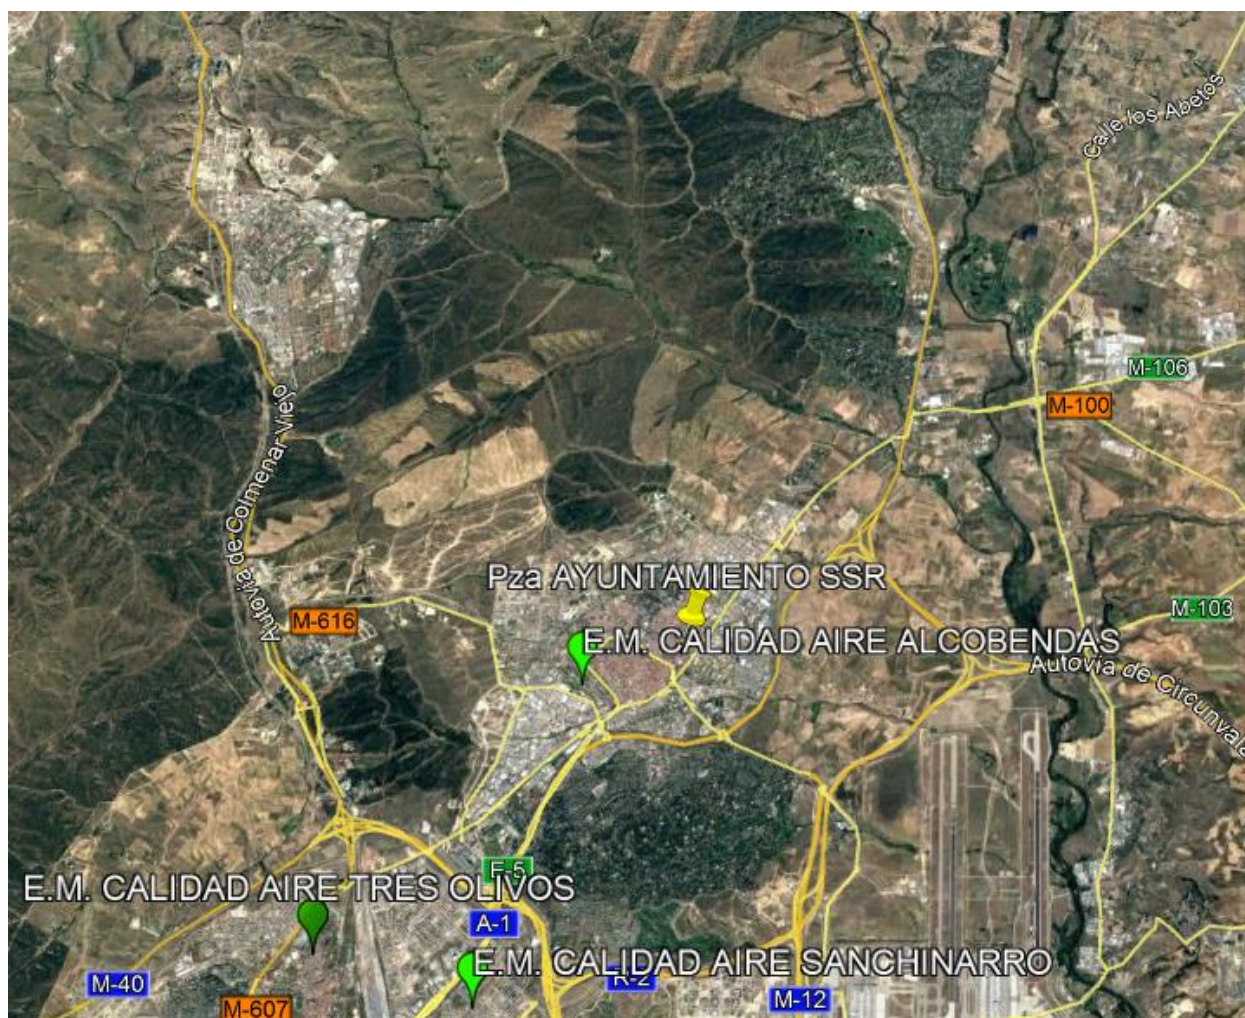 Calle los Abetos
M-106
M-100
Autovía de Colmenar Viejo
Pza AYUNTAMIENTO SSR
M-616
M-103
E.M. CALIDAD AIRE ALCOBENDAS
Autovía de Circunvala
E-5
E.M. CALIDAD AIRE TRES OLIVOS
A-1
E.M. CALIDAD AIRE SANCHINARRO
M-40
R-2
M-12
M-607